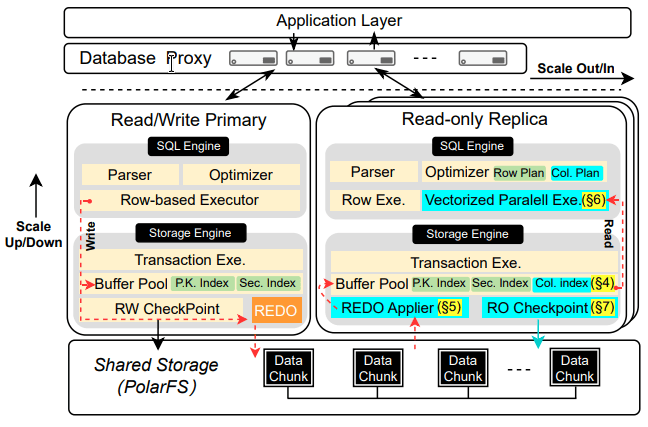 Application Layer
Database Proxy
Scale Out/In
Read/Write Primary
SQL Engine
Parser
Optimizer
Row-based Executor
Write
Storage Engine
Transaction Exe.
Buffer Pool P.K. Index Sec. Index
RW CheckPoint
REDO
Scale
Up/Down
Read-only Replica
SQL Engine
Parser
Optimizer Row Plan Col. Plan
Row Exe.
Vectorized Paralell Exe.(§6)
Read
Storage Engine
Transaction Exe.
Buffer Pool P.K. Index Sec. Index Col. index (§4)
REDO Applier (§5)
RO Checkpoint (§7)
Shared Storage
(PolarFS)
Data
Chunk
Data
Chunk
Data
Chunk
Data
Chunk